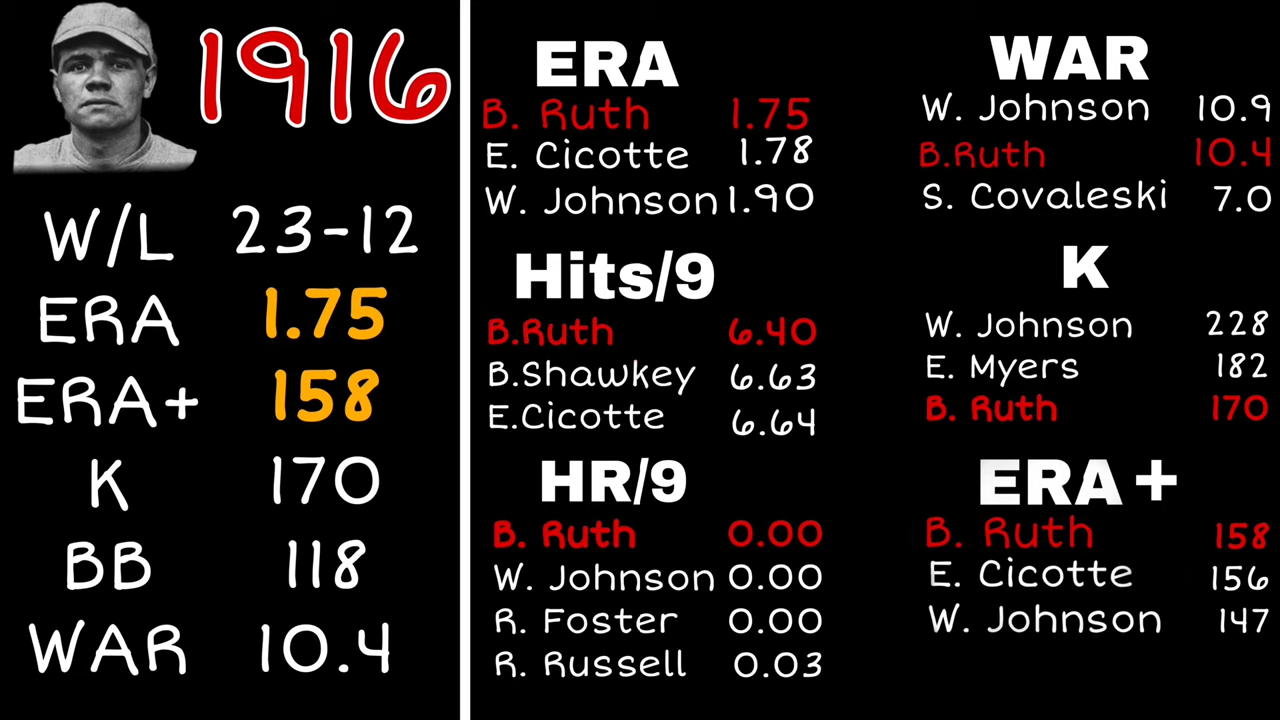 1916
W/L 23-12
ERA 1.75
ERA+ 158
K 170
BB 118
WAR 10.4
ERA
B. Ruth 1.75
E. Cicotte 1.78
W. Johnson 1.90
Hits/9
B.Ruth 6.40
B.Shawkey 6.63
E.Cicotte 6.64
HR/9
B. Ruth 0.00
W. Johnson 0.00
R. Foster 0.00
R. Russell 0.03
WAR
W. Johnson 10.9
B.Ruth 10.4
S. Covaleski 7.0
K
W. Johnson 228
E. Myers 182
B. Ruth 170
ERA+
B. Ruth 158
E. Cicotte 156
W. Johnson 147